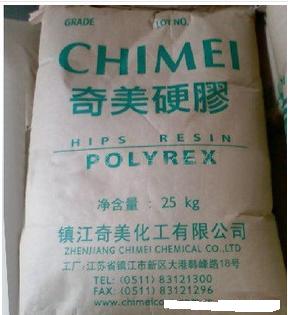 GRADE LOT NO.
CHIMEI
奇美硬膠
HIPS RESIN
POLYREX
净含量：25 kg
镇江奇美化工有限公司
ZHENJIANG CHIMEI CHEMICAL CO.,LTD
工厂：江苏省镇江市新区大港韩峰路18号
TEL: (0511) 83121300
FAX: (0511) 83121296
www.chimeico